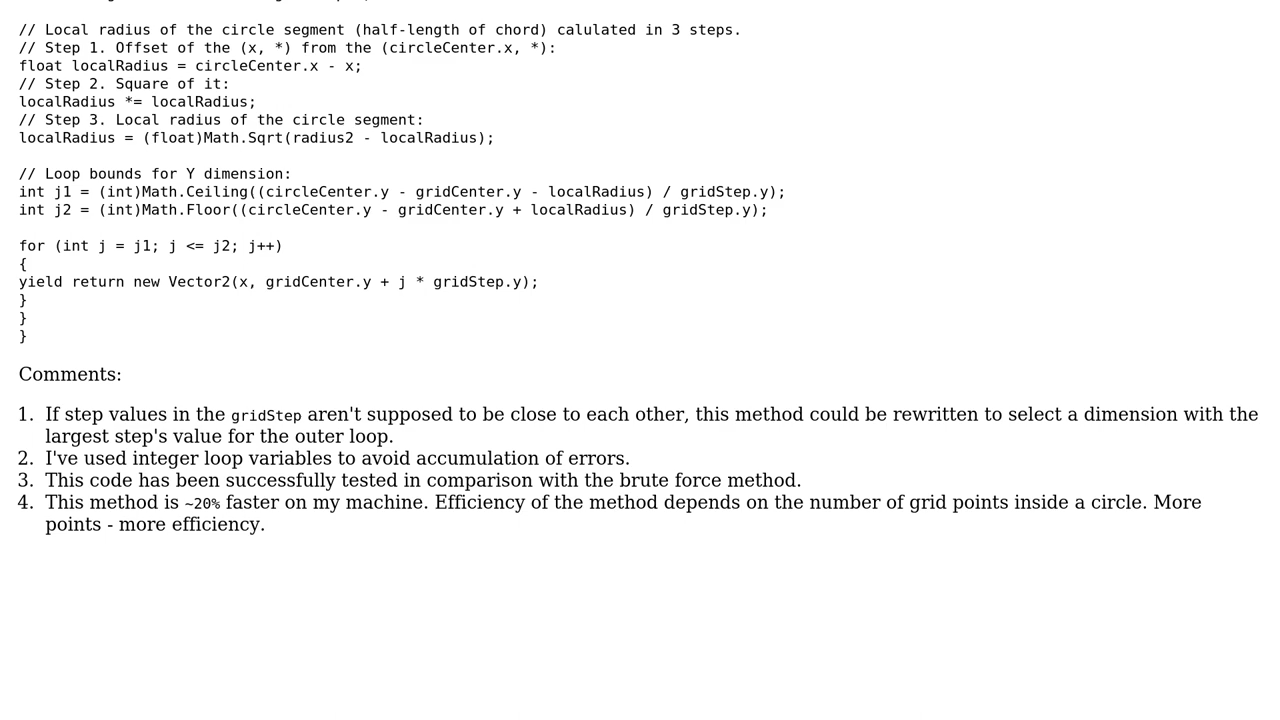 // Local radius of the circle segment (half-length of chord) calulated in 3 steps.
// Step 1. Offset of the (x, *) from the (circleCenter.x, *):
float localRadius = circleCenter.x - x;
// Step 2. Square of it:
localRadius *= localRadius;
// Step 3. Local radius of the circle segment:
localRadius = (float)Math.Sqrt(radius2 - localRadius);
// Loop bounds for Y dimension:
int j1 = (int)Math.Ceiling((circleCenter.y - gridCenter.y - localRadius) / gridStep.y);
int j2 = (int)Math.Floor((circleCenter.y - gridCenter.y + localRadius) / gridStep.y);
for (int j = j1; j <= j2; j++)
{
yield return new Vector2(x, gridCenter.y + j * gridStep.y);
}
}
}
Comments:
1. If step values in the gridStep aren't supposed to be close to each other, this method could be rewritten to select a dimension with the
largest step's value for the outer loop.
2. I've used integer loop variables to avoid accumulation of errors.
3. This code has been successfully tested in comparison with the brute force method.
4. This method is ~20% faster on my machine. Efficiency of the method depends on the number of grid points inside a circle. More
points - more efficiency.